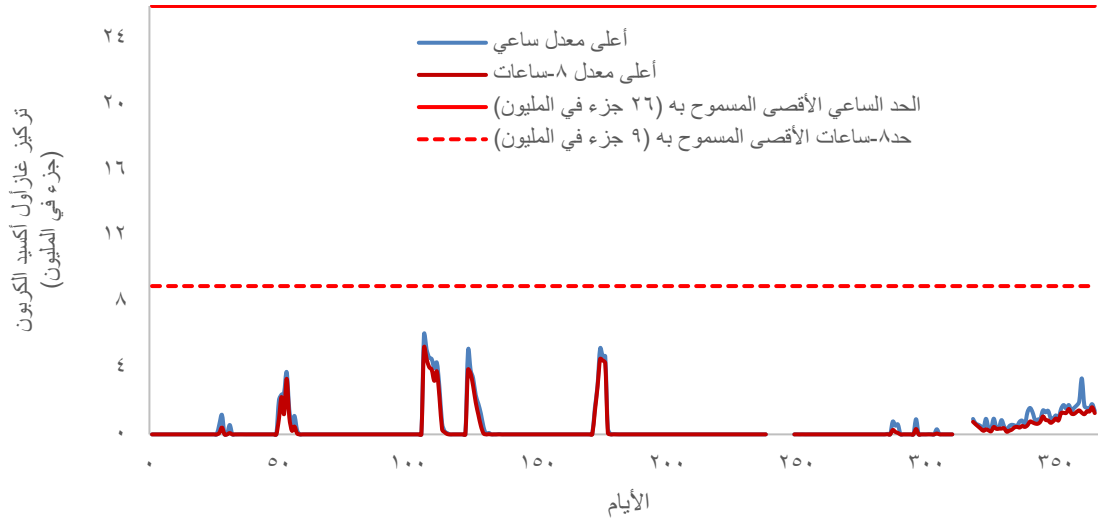 ٢٤
٢٠
١٦
١٢
٨
٤
٠
تركيز غاز أول أكسيد الكربون
(جزء في المليون)
أعلى معدل ساعي
أعلى معدل ٨-ساعات
الحد الساعي الأقصى المسموح به (٢٦ جزء في المليون)
حد٨-ساعات الأقصى المسموح به (٩ جزء في المليون)
٠ ٥٠ ١٠٠ ١٥٠ ٢٠٠ ٢٥٠ ٣٠٠ ٣٥٠
الأيام